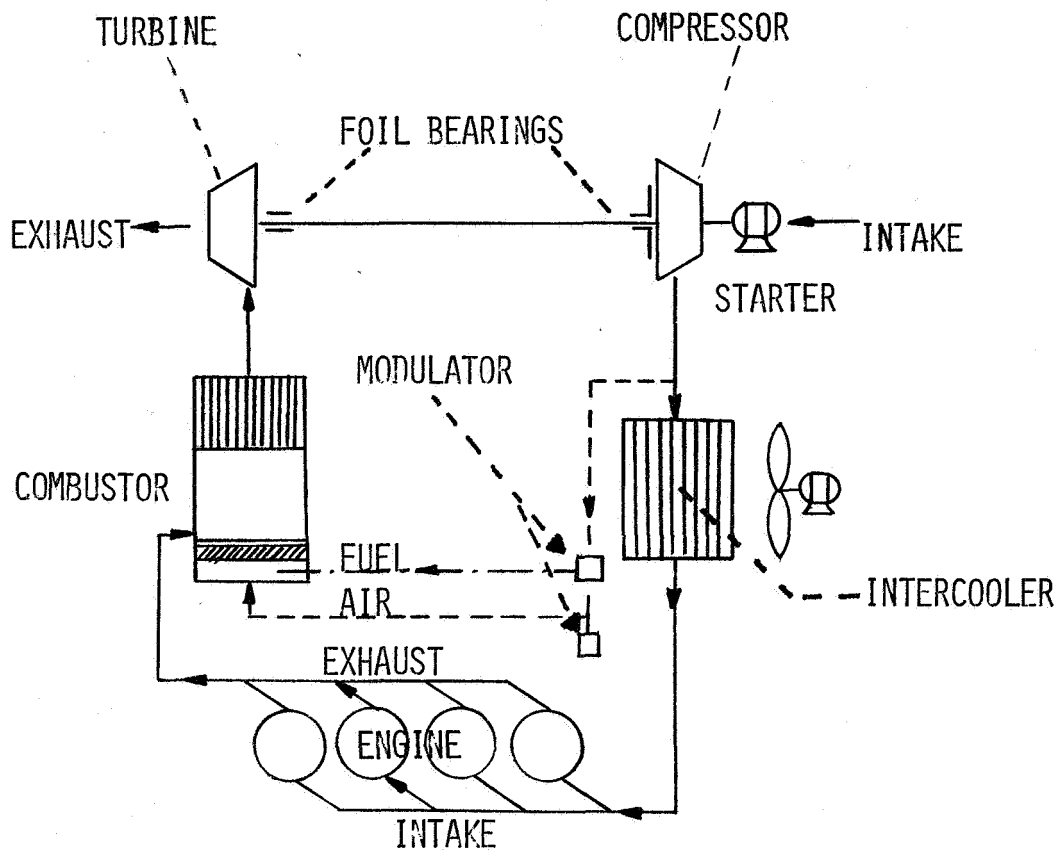 TURBINE
COMPRESSOR
FOIL BEARINGS
EXHAUST
INTAKE
STARTER
MODULATOR
COMBUSTOR
FUEL
AIR
INTERCOOLER
EXHAUST
ENGINE
INTAKE